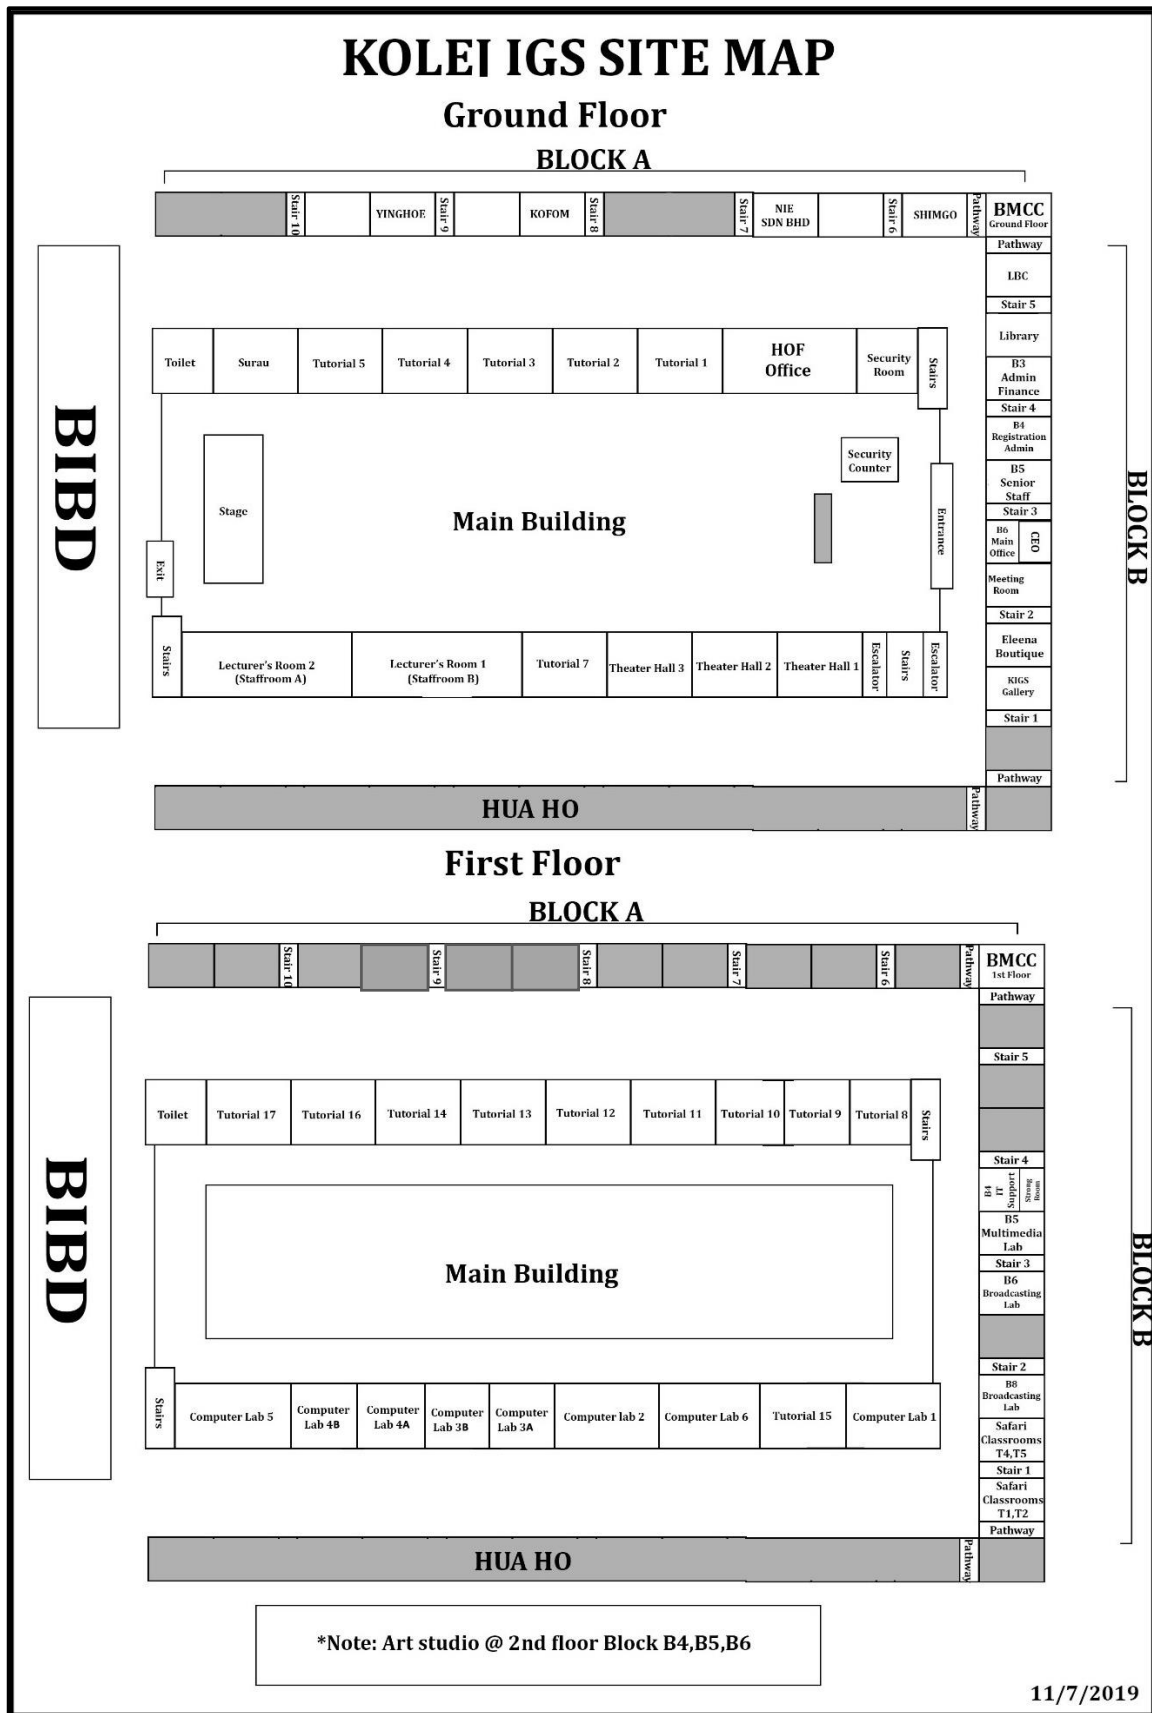 KOLEJ IGS SITE MAP
Ground Floor
BLOCK A
Stair 10
YINGHOE
Stair 9
KOFOM
Stair 8
Stair 7
NIE
SDN BHD
Stair 6
SHIMGO
Pathway
BMCC
Ground Floor
Pathway
LBC
Stair 5
Library
B3
Admin
Finance
Stair 4
B4
Registration
Admin
B5
Senior
Staff
Stair 3
B6
Main
Office
CEO
Meeting
Room
Stair 2
Eleena
Boutique
KIGS
Gallery
Stair 1
Pathway
BLOCK B
BIBD
Toilet
Surau
Tutorial 5
Tutorial 4
Tutorial 3
Tutorial 2
Tutorial 1
HOF
Office
Security
Room
Stairs
Security
Counter
Stage
Main Building
Entrance
Exit
Stairs
Lecturer's Room 2
(Staffroom A)
Lecturer's Room 1
(Staffroom B)
Tutorial 7
Theater Hall 3
Theater Hall 2
Theater Hall 1
Escalator
Stairs
Escalator
HUA HO
Pathway
First Floor
BLOCK A
Stair 10
Stair 9
Stair 8
Stair 7
Stair 6
Pathway
BMCC
1st Floor
Pathway
Stair 5
Stair 4
B4
IT
Support
Strong
Room
B5
Multimedia
Lab
Stair 3
B6
Broadcasting
Lab
Stair 2
B8
Broadcasting
Lab
Safari
Classrooms
T4,T5
Stair 1
Safari
Classrooms
T1,T2
Pathway
BLOCK B
BIBD
Toilet
Tutorial 17
Tutorial 16
Tutorial 14
Tutorial 13
Tutorial 12
Tutorial 11
Tutorial 10
Tutorial 9
Tutorial 8
Stairs
Main Building
Stairs
Computer Lab 5
Computer
Lab 4B
Computer
Lab 4A
Computer
Lab 3B
Computer
Lab 3A
Computer lab 2
Computer Lab 6
Tutorial 15
Computer Lab 1
HUA HO
Pathway
*Note: Art studio @ 2nd floor Block B4,B5,B6
11/7/2019